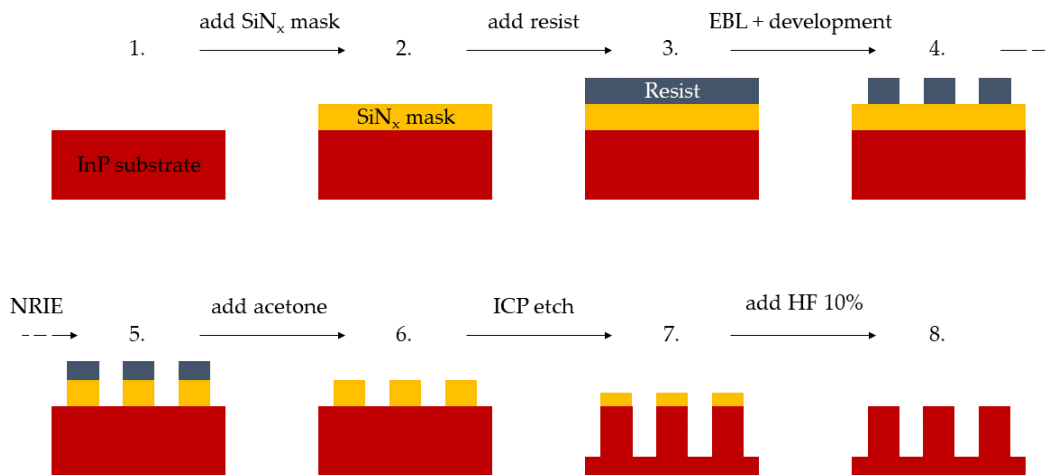 add SiNx mask
add resist
EBL + development
1.
2.
3.
4.
Resist
SiNx mask
InP substrate
NRIE
add acetone
ICP etch
add HF 10%
5.
6.
7.
8.